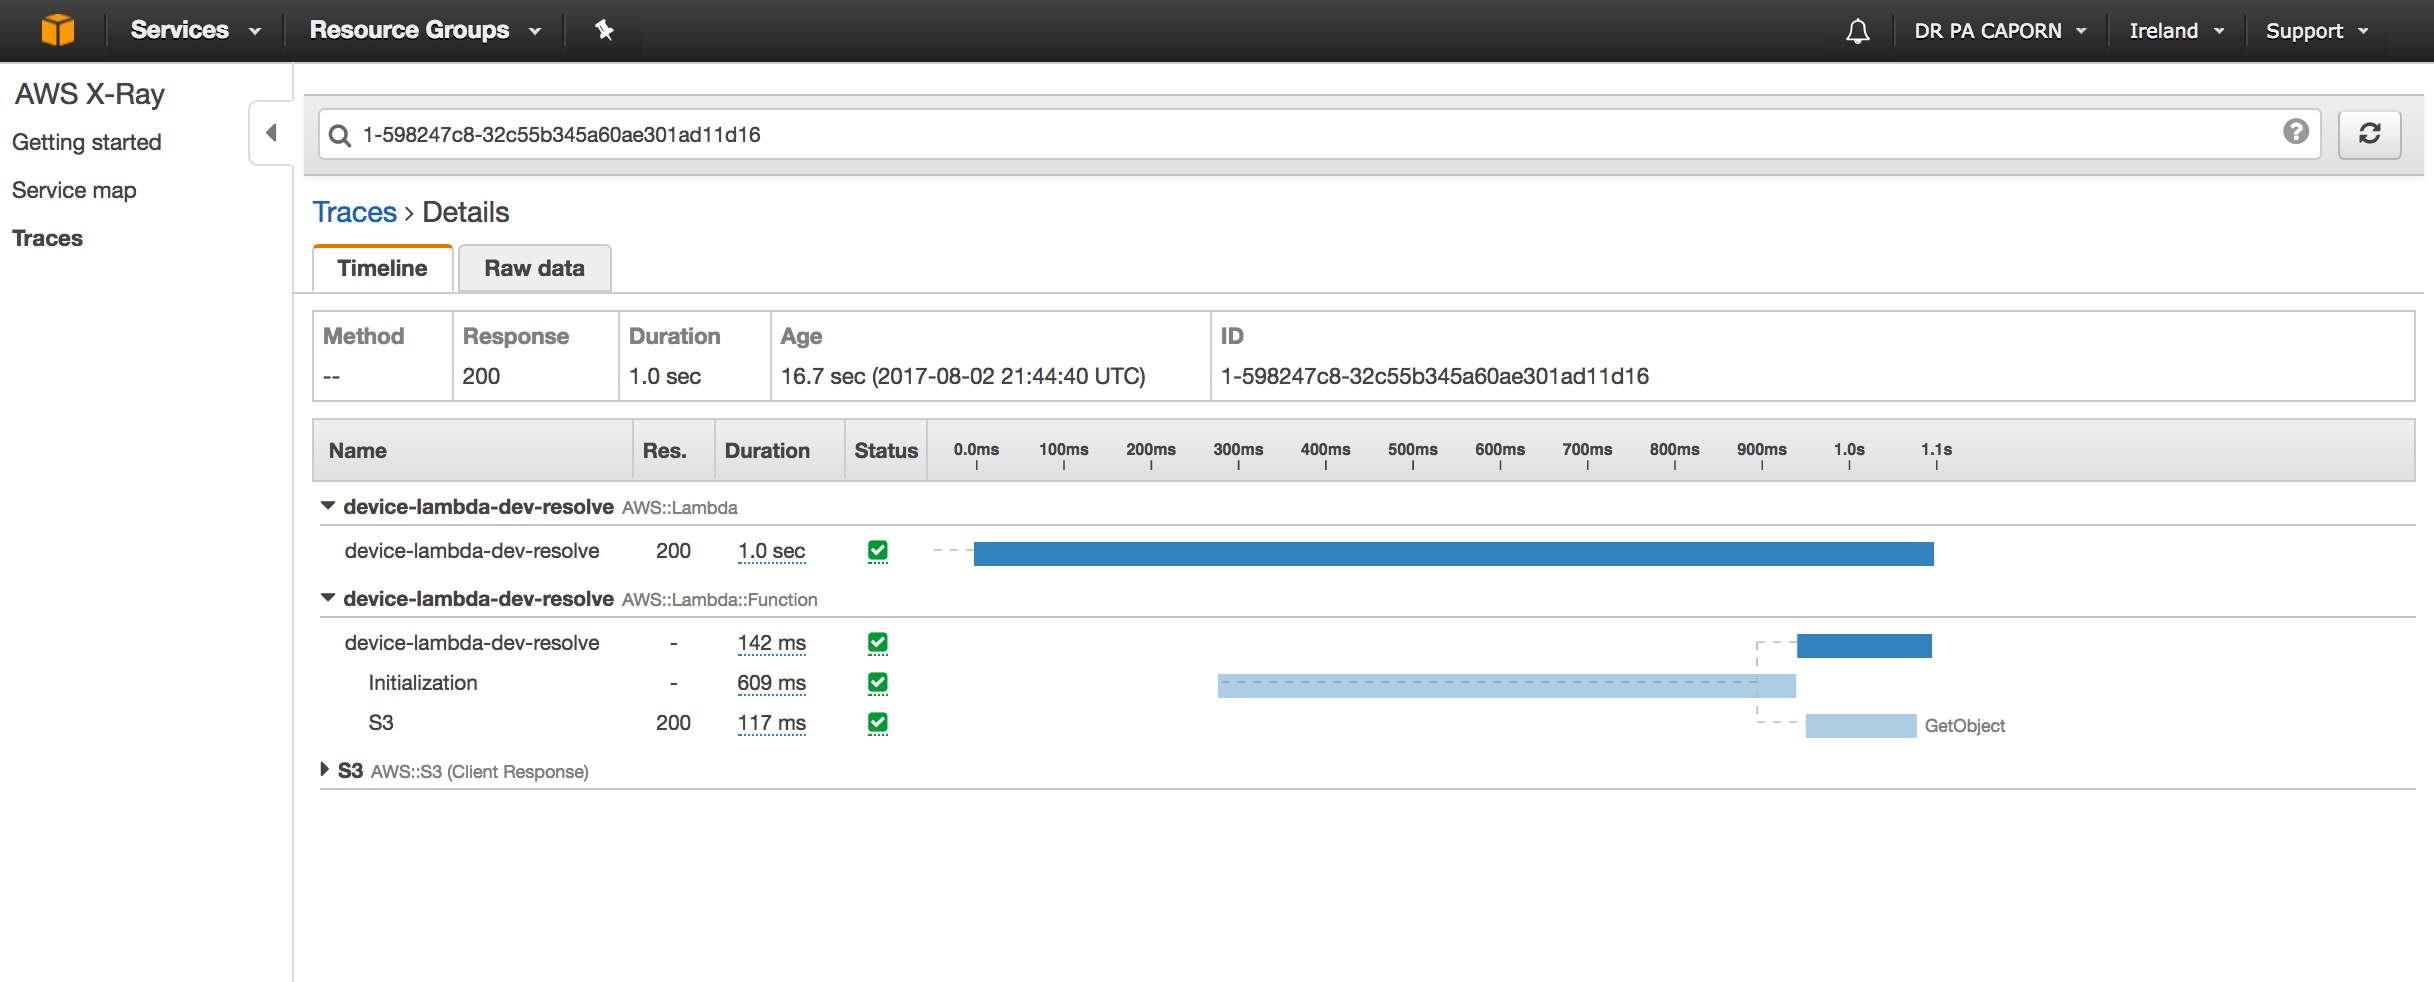 Services Resource Groups DR PA CAPORN Ireland Support
AWS X-Ray
Getting started
Service map
Traces
1-598247c8-32c55b345a60ae301ad11d16 ?
Traces > Details
Timeline Raw data
Method Response Duration Age ID
-- 200 1.0 sec 16.7 sec (2017-08-02 21:44:40 UTC) 1-598247c8-32c55b345a60ae301ad11d16
Name Res. Duration Status 0.0ms 100ms 200ms 300ms 400ms 500ms 600ms 700ms 800ms 900ms 1.0s 1.1s
device-lambda-dev-resolve AWS::Lambda
device-lambda-dev-resolve 200 1.0 sec
device-lambda-dev-resolve AWS::Lambda::Function
device-lambda-dev-resolve - 142 ms
Initialization - 609 ms
S3 200 117 ms GetObject
S3 AWS::S3 (Client Response)